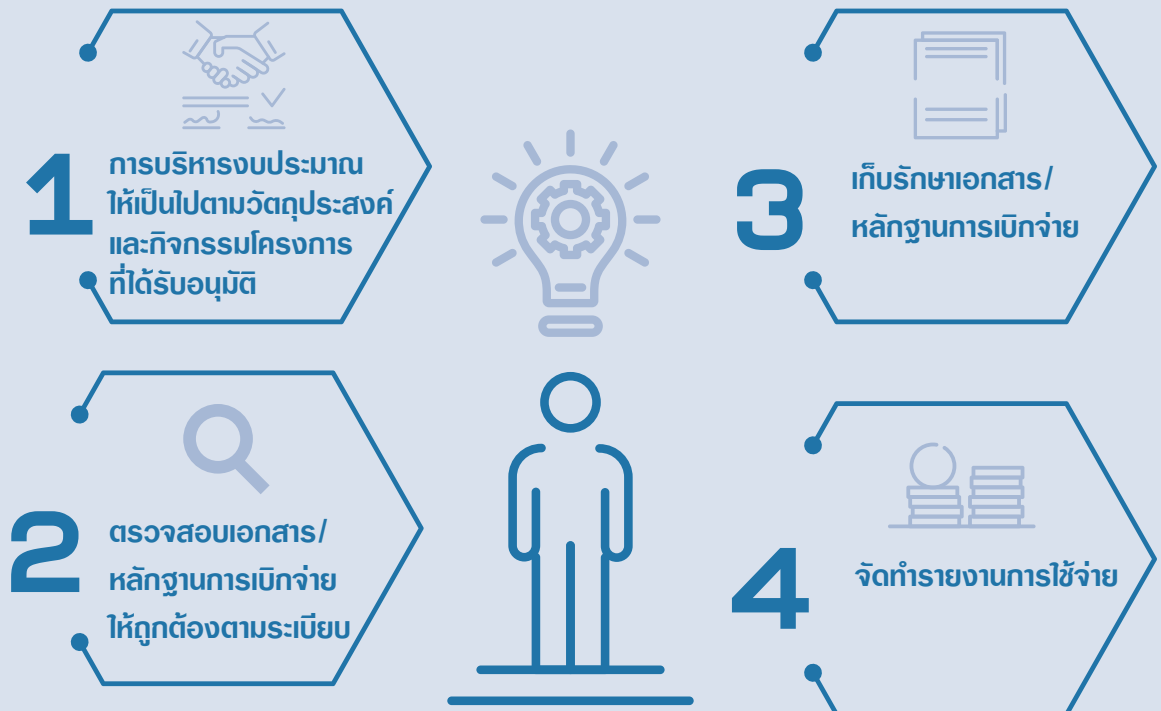 1
การบริหารงบประมาณ
ให้เป็นไปตามวัตถุประสงค์
และกิจกรรมโครงการ
ที่ได้รับอนุมัติ
2
ตรวจสอบเอกสาร/
หลักฐานการเบิกจ่าย
ให้ถูกต้องตามระเบียบ
3
เก็บรักษาเอกสาร/
หลักฐานการเบิกจ่าย
4
จัดทำรายงานการใช้จ่าย